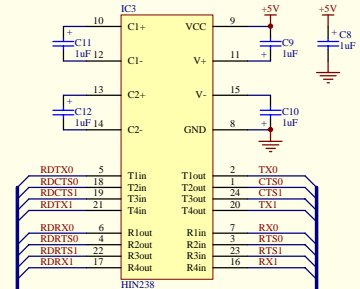 IC3
+5V
+5V
10 C1+ VCC 9
C11
1uF
C9
1uF
C8
1uF
12 C1- V+ 11
13 C2+ V- 15
C12
1uF
C10
1uF
14 C2- GND 8
RDTX0 5 T1in T1out 2 TX0
RDCTS0 18 T2in T2out 1 CTS0
RDCTS1 19 T3in T3out 24 CTS1
RDTX1 21 T4in T4out 20 TX1
RDRX0 6 R1out R1in 7 RX0
RDRTS0 4 R2out R2in 3 RTS0
RDRTS1 22 R3out R3in 23 RTS1
RDRX1 17 R4out R4in 16 RX1
HIN238